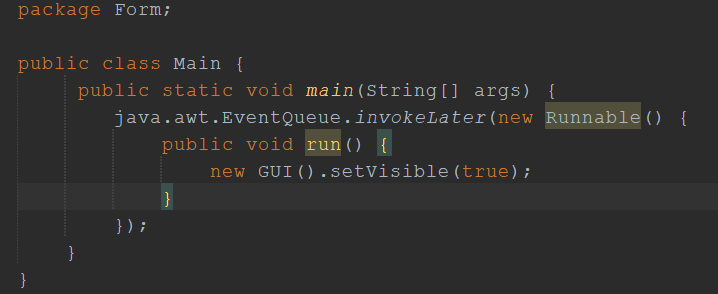 package Form;
public class Main {
public static void main(String[] args) {
java.awt.EventQueue.invokeLater(new Runnable() {
public void run() {
new GUI().setVisible(true);
}
});
}
}